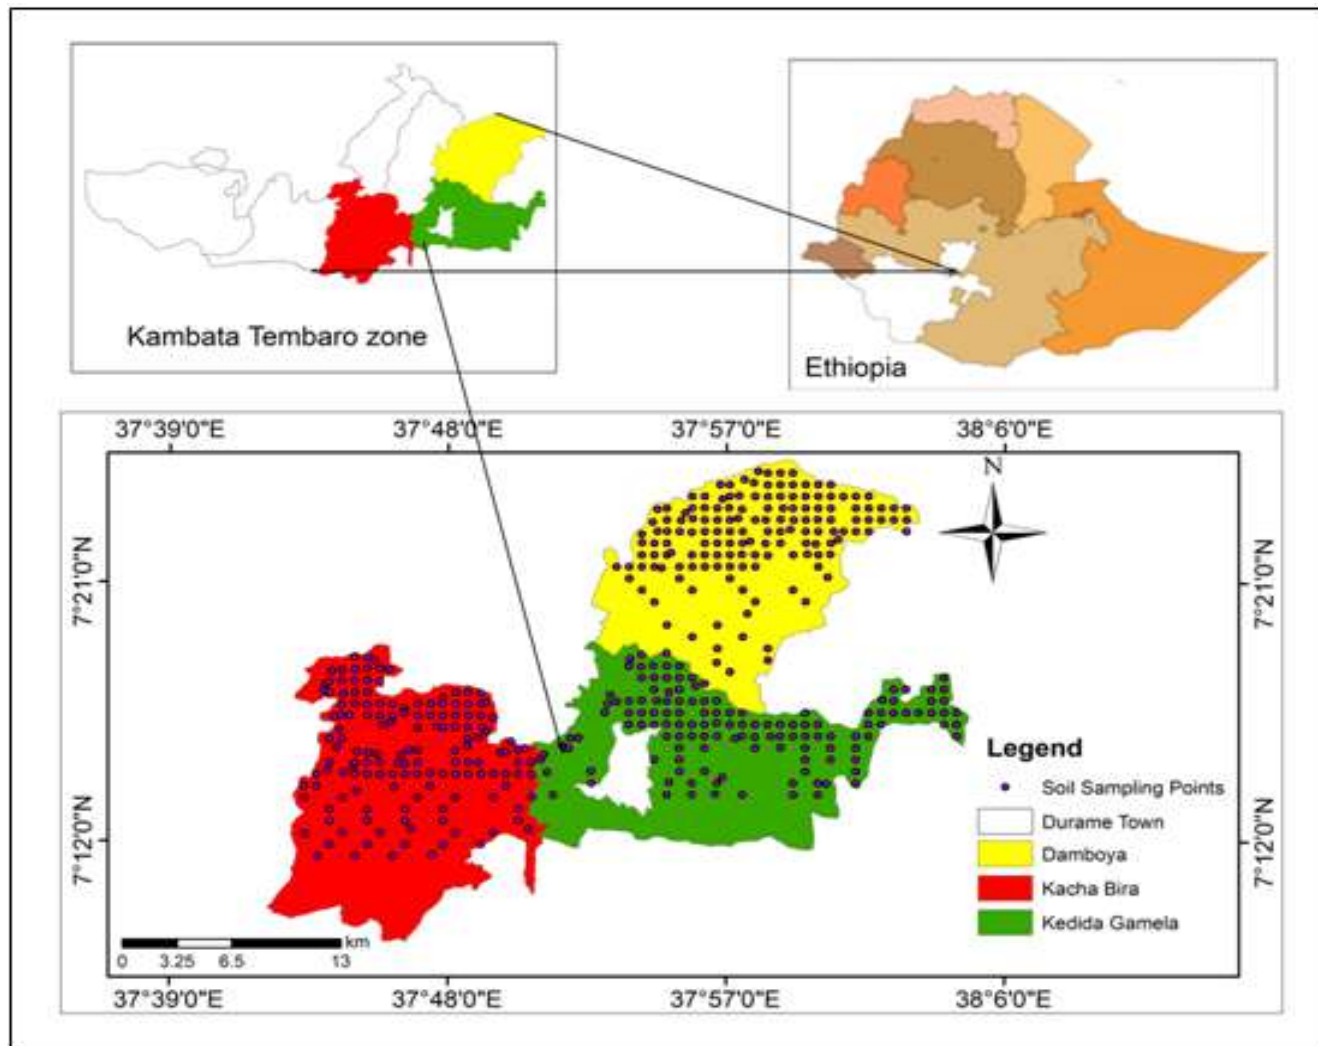 Kambata Tembaro zone
Ethiopia
37°39'0"E 37°48'0"E 37°57'0"E 38°6'0"E
N
7°21'0"N 7°21'0"N
7°12'0"N 7°12'0"N
Legend
Soil Sampling Points
Durame Town
Damboya
Kacha Bira
Kedida Gamela
km
0 3.25 6.5 13
37°39'0"E 37°48'0"E 37°57'0"E 38°6'0"E